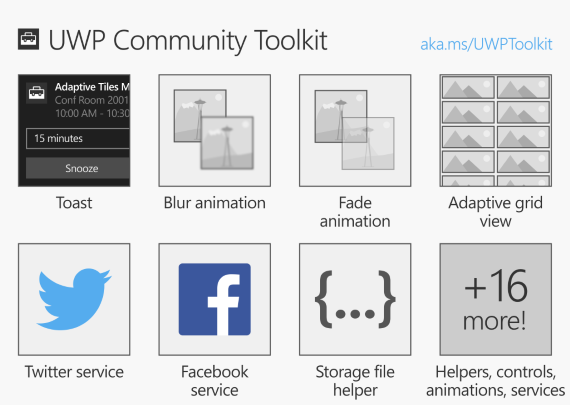 UWP Community Toolkit
aka.ms/UWPToolkit
Adaptive Tiles M
Conf Room 2001
10:00 AM - 10:30
15 minutes
Snooze
Toast
Blur animation
Fade
animation
Adaptive grid
view
{...}
+16
more!
Twitter service
Facebook
service
Storage file
helper
Helpers, controls,
animations, services